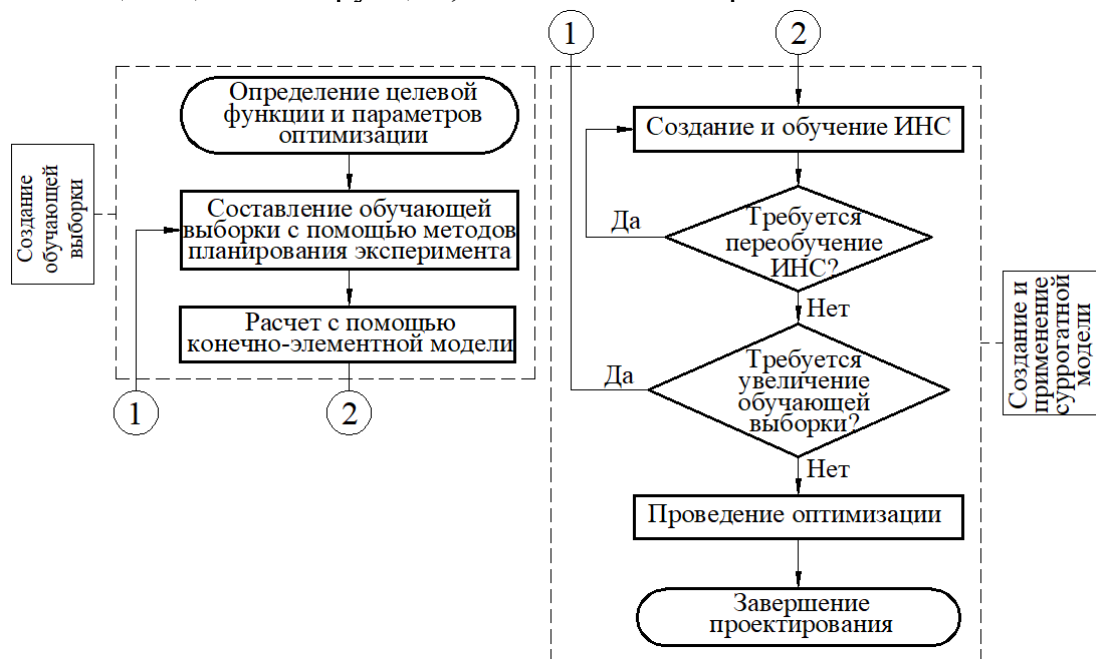 Создание
обучающей
выборки
Определение целевой
функции и параметров
оптимизации
Составление обучающей
выборки с помощью методов
планирования эксперимента
Расчет с помощью
конечно-элементной модели
1
2
1
2
Создание и обучение ИНС
Требуется
переобучение
ИНС?
Да
Нет
Требуется
увеличение
обучающей
выборки?
Да
Нет
Проведение оптимизации
Завершение
проектирования
Создание и
применение
суррогатной
модели